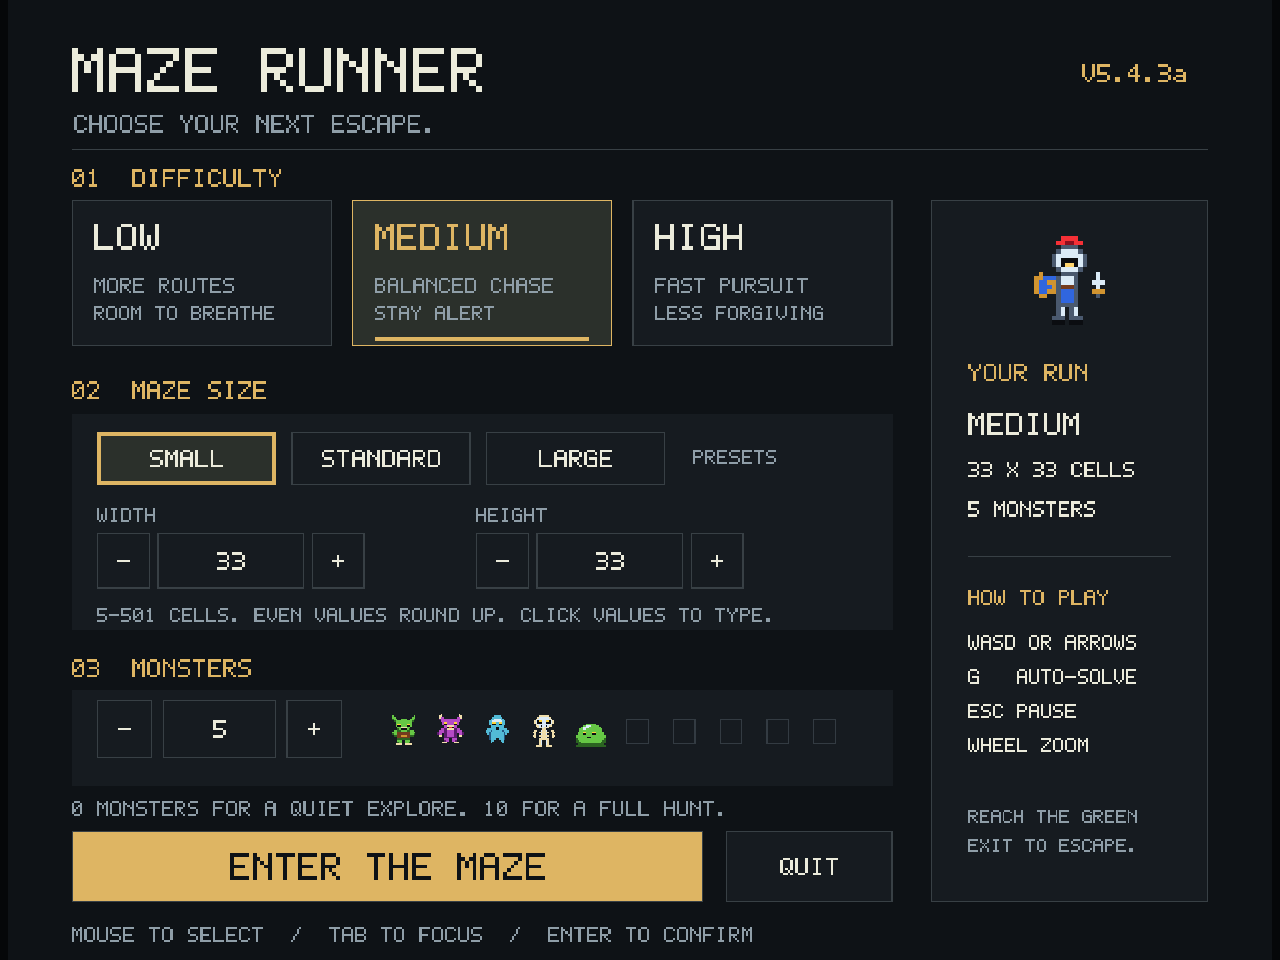 MAZE RUNNER
V5.4.3a
CHOOSE YOUR NEXT ESCAPE.
01 DIFFICULTY
LOW
MORE ROUTES
ROOM TO BREATHE
MEDIUM
BALANCED CHASE
STAY ALERT
HIGH
FAST PURSUIT
LESS FORGIVING
02 MAZE SIZE
SMALL
STANDARD
LARGE
PRESETS
WIDTH
HEIGHT
- 33 +
- 33 +
5-501 CELLS. EVEN VALUES ROUND UP. CLICK VALUES TO TYPE.
03 MONSTERS
- 5 +
0 MONSTERS FOR A QUIET EXPLORE. 10 FOR A FULL HUNT.
ENTER THE MAZE
QUIT
MOUSE TO SELECT / TAB TO FOCUS / ENTER TO CONFIRM
YOUR RUN
MEDIUM
33 X 33 CELLS
5 MONSTERS
HOW TO PLAY
WASD OR ARROWS
G AUTO-SOLVE
ESC PAUSE
WHEEL ZOOM
REACH THE GREEN
EXIT TO ESCAPE.